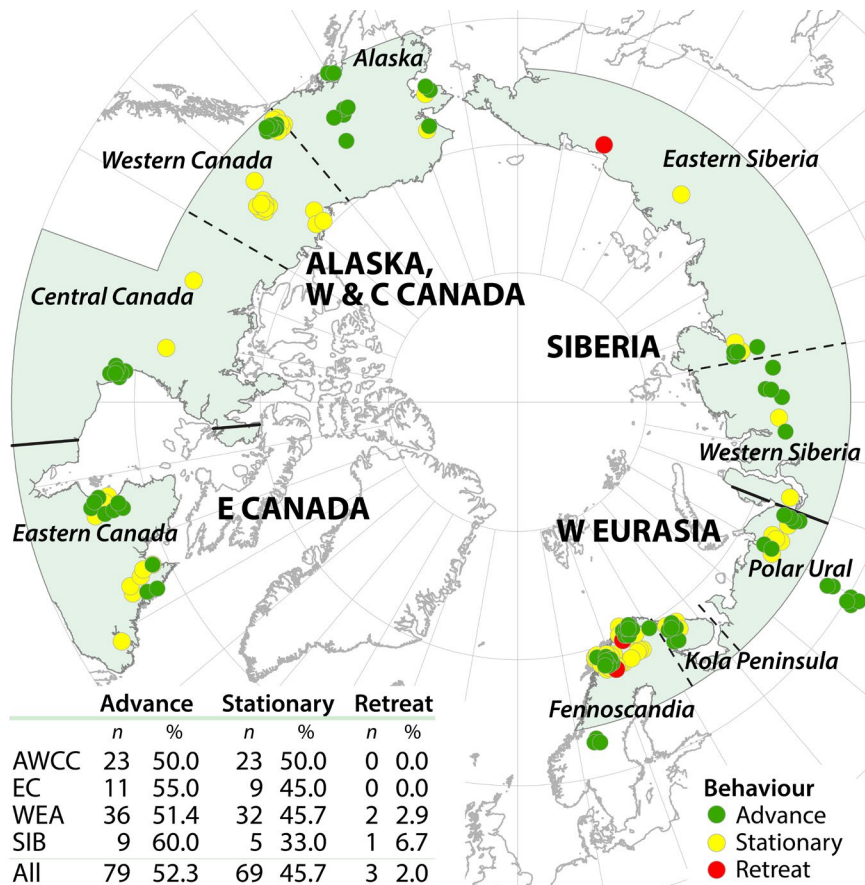 Alaska
Western Canada
Eastern Siberia
ALASKA,
W & C CANADA
Central Canada
SIBERIA
Western Siberia
E CANADA
W EURASIA
Eastern Canada
Polar Ural
Kola Peninsula
Fennoscandia
Advance Stationary Retreat
n % n % n %
AWCC 23 50.0 23 50.0 0 0.0
EC 11 55.0 9 45.0 0 0.0
WEA 36 51.4 32 45.7 2 2.9
SIB 9 60.0 5 33.0 1 6.7
All 79 52.3 69 45.7 3 2.0
Behaviour
Advance
Stationary
Retreat